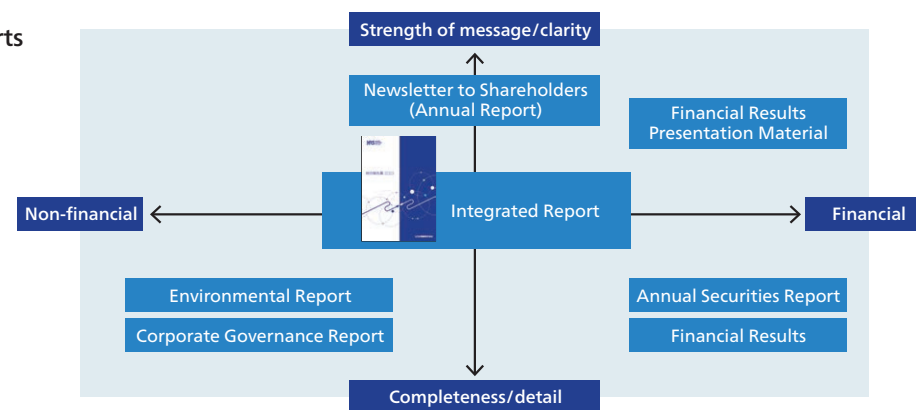 rts
Strength of message/clarity
Newsletter to Shareholders
(Annual Report)
Financial Results
Presentation Material
Non-financial
Integrated Report
Financial
Environmental Report
Annual Securities Report
Corporate Governance Report
Financial Results
Completeness/detail